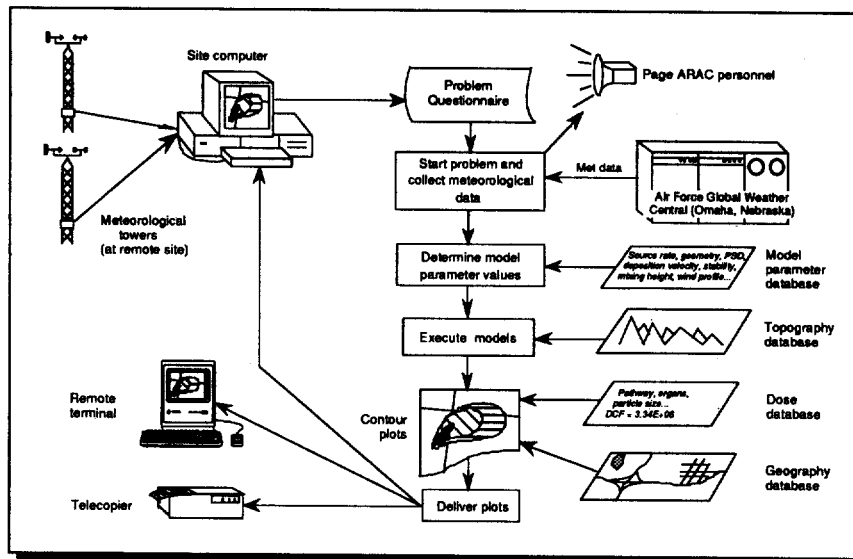 Site computer
Problem
Questionnaire
Page ARAC personnel
Start problem and
collect meteorological
data
Met data
Air Force Global Weather
Central (Omaha, Nebraska)
Meteorological
towers
(at remote site)
Determine model
parameter values
Source rate, geometry, PSD,
deposition velocity, stability,
mixing height, wind profile...
Model
parameter
database
Execute models
Topography
database
Remote
terminal
Contour
plots
Pathway, organs,
particle size...
DCF = 3.34E+06
Dose
database
Geography
database
Telecopier
Deliver plots